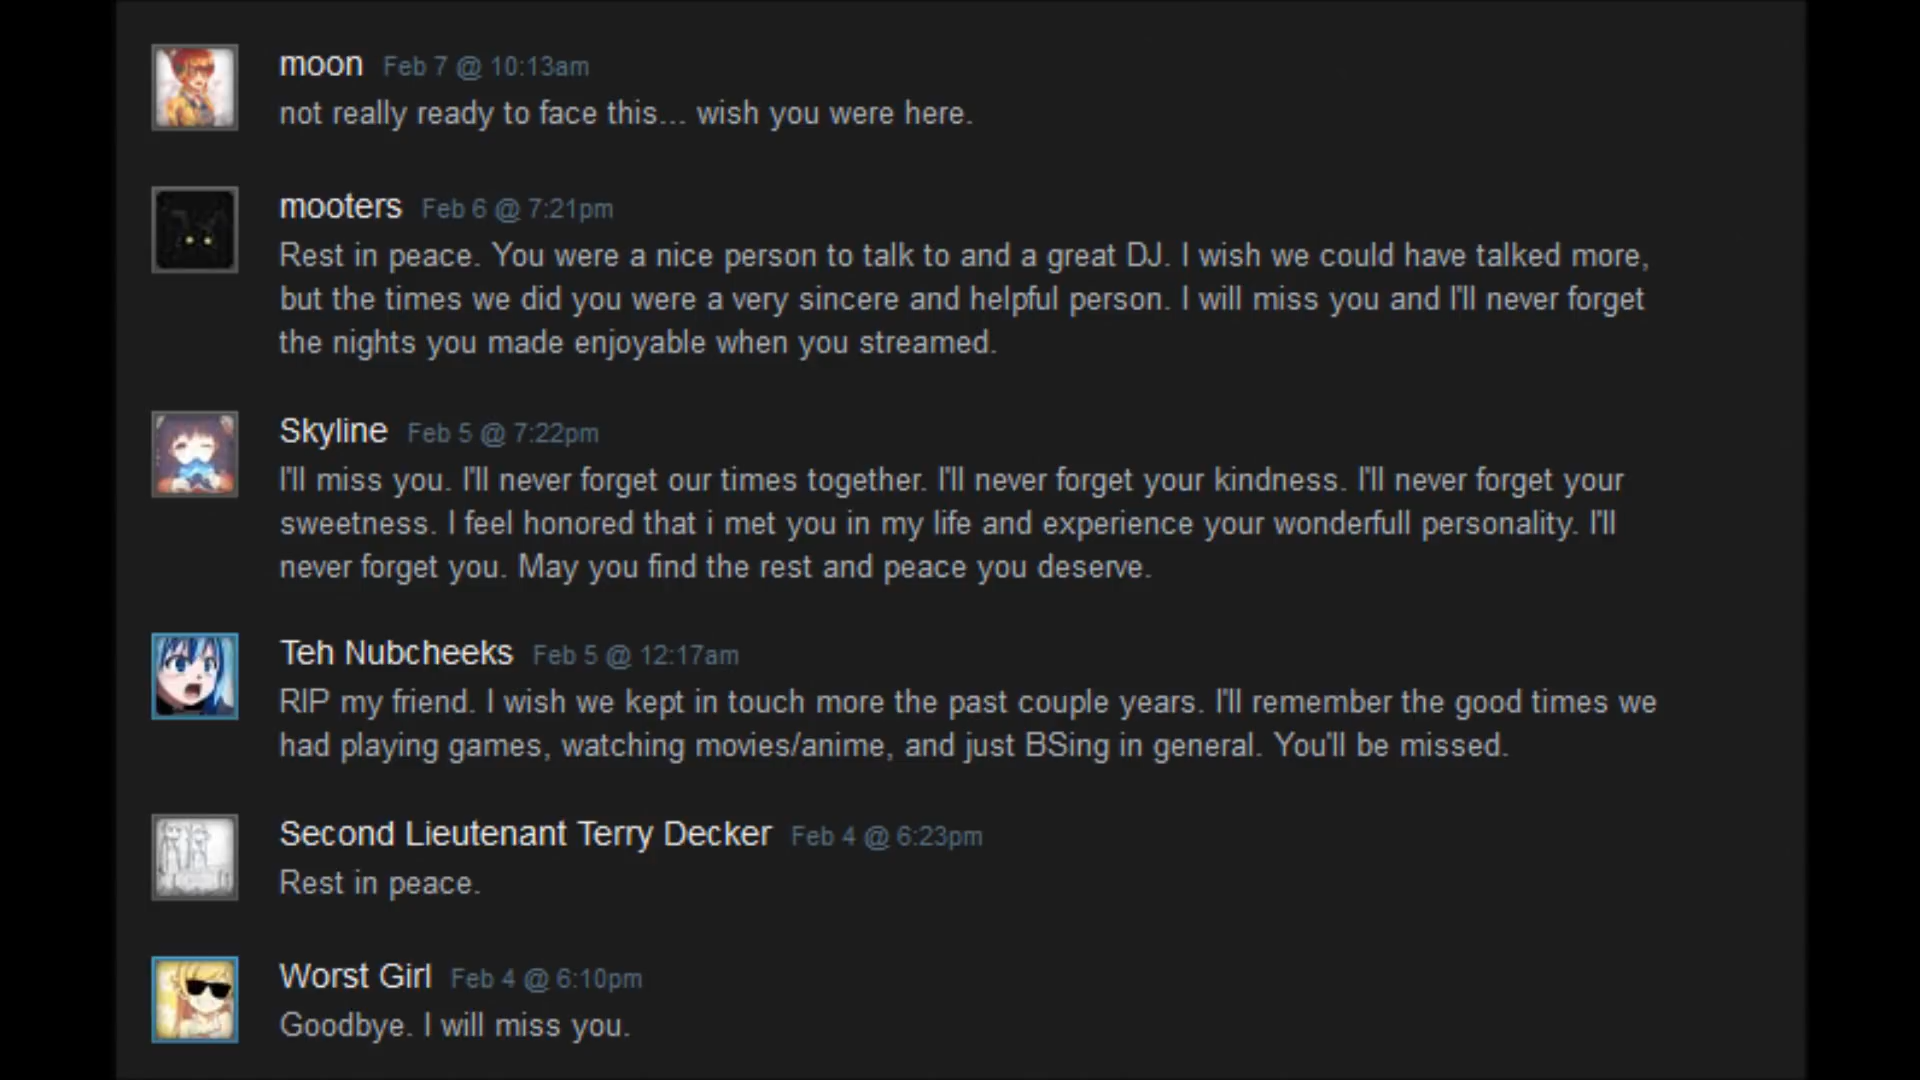 moon Feb 7 @ 10:13am
not really ready to face this... wish you were here.
mooters Feb 6 @ 7:21pm
Rest in peace. You were a nice person to talk to and a great DJ. I wish we could have talked more,
but the times we did you were a very sincere and helpful person. I will miss you and I'll never forget
the nights you made enjoyable when you streamed.
Skyline Feb 5 @ 7:22pm
I'll miss you. I'll never forget our times together. I'll never forget your kindness. I'll never forget your
sweetness. I feel honored that i met you in my life and experience your wonderfull personality. I'll
never forget you. May you find the rest and peace you deserve.
Teh Nubcheeks Feb 5 @ 12:17am
RIP my friend. I wish we kept in touch more the past couple years. I'll remember the good times we
had playing games, watching movies/anime, and just BSing in general. You'll be missed.
Second Lieutenant Terry Decker Feb 4 @ 6:23pm
Rest in peace.
Worst Girl Feb 4 @ 6:10pm
Goodbye. I will miss you.